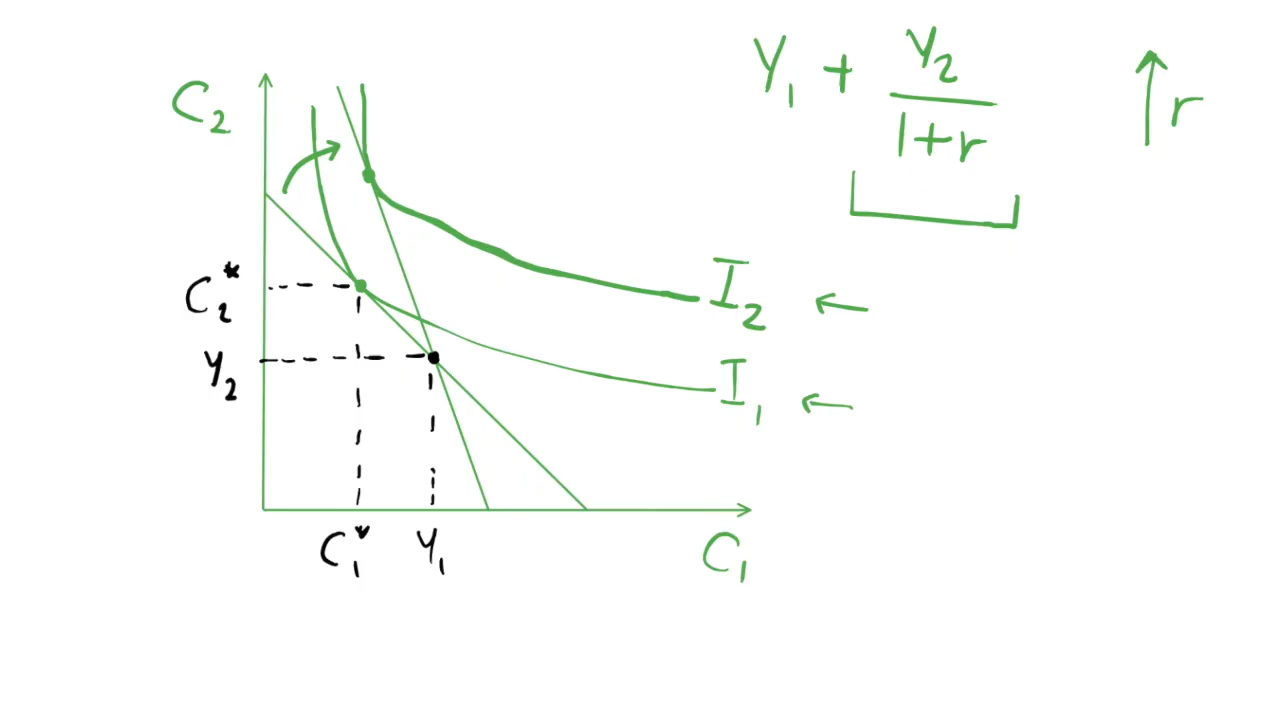 Y₁ + Y₂/(1+r)
↑ r
C₂
I₂ ←
C₂*
Y₂
I₁ ←
C₁* Y₁
C₁